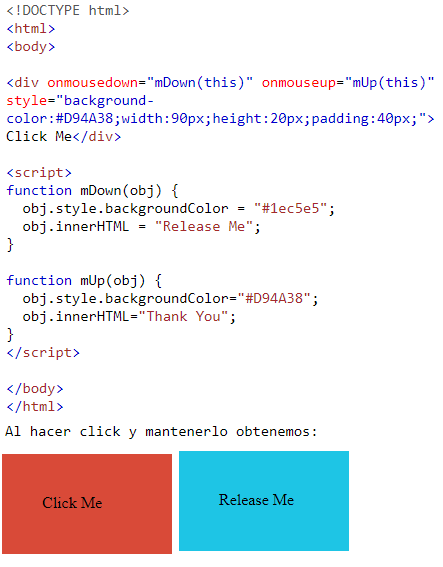 <!DOCTYPE html>
<html>
<body>
<div onmousedown="mDown(this)" onmouseup="mUp(this)"
style="background-
color:#D94A38;width:90px;height:20px;padding:40px;">
Click Me</div>
<script>
function mDown(obj) {
  obj.style.backgroundColor = "#1ec5e5";
  obj.innerHTML = "Release Me";
}
function mUp(obj) {
  obj.style.backgroundColor="#D94A38";
  obj.innerHTML="Thank You";
}
</script>
</body>
</html>
Al hacer click y mantenerlo obtenemos:
Click Me
Release Me